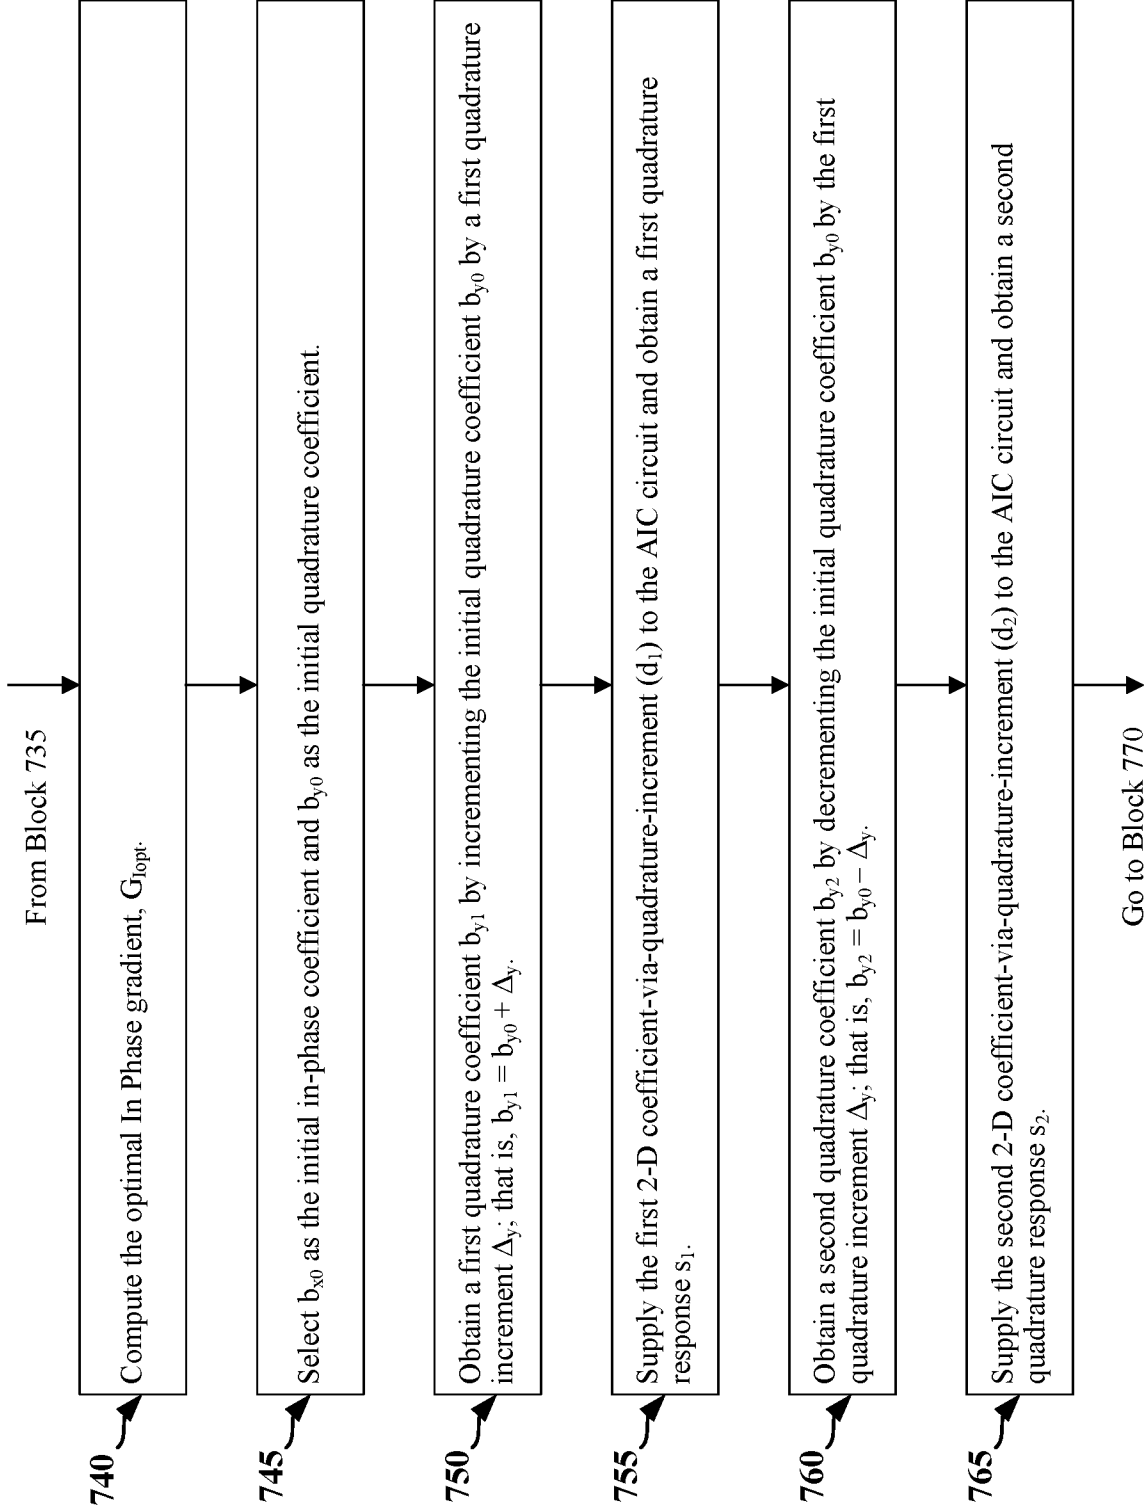 From Block 735
740
Compute the optimal In Phase gradient, G_Iopt.
745
Select b_x0 as the initial in-phase coefficient and b_y0 as the initial quadrature coefficient.
750
Obtain a first quadrature coefficient b_y1 by incrementing the initial quadrature coefficient b_y0 by a first quadrature
increment Δ_y; that is, b_y1 = b_y0 + Δ_y.
755
Supply the first 2-D coefficient-via-quadrature-increment (d_1) to the AIC circuit and obtain a first quadrature
response s_1.
760
Obtain a second quadrature coefficient b_y2 by decrementing the initial quadrature coefficient b_y0 by the first
quadrature increment Δ_y; that is, b_y2 = b_y0 − Δ_y.
765
Supply the second 2-D coefficient-via-quadrature-increment (d_2) to the AIC circuit and obtain a second
quadrature response s_2.
Go to Block 770